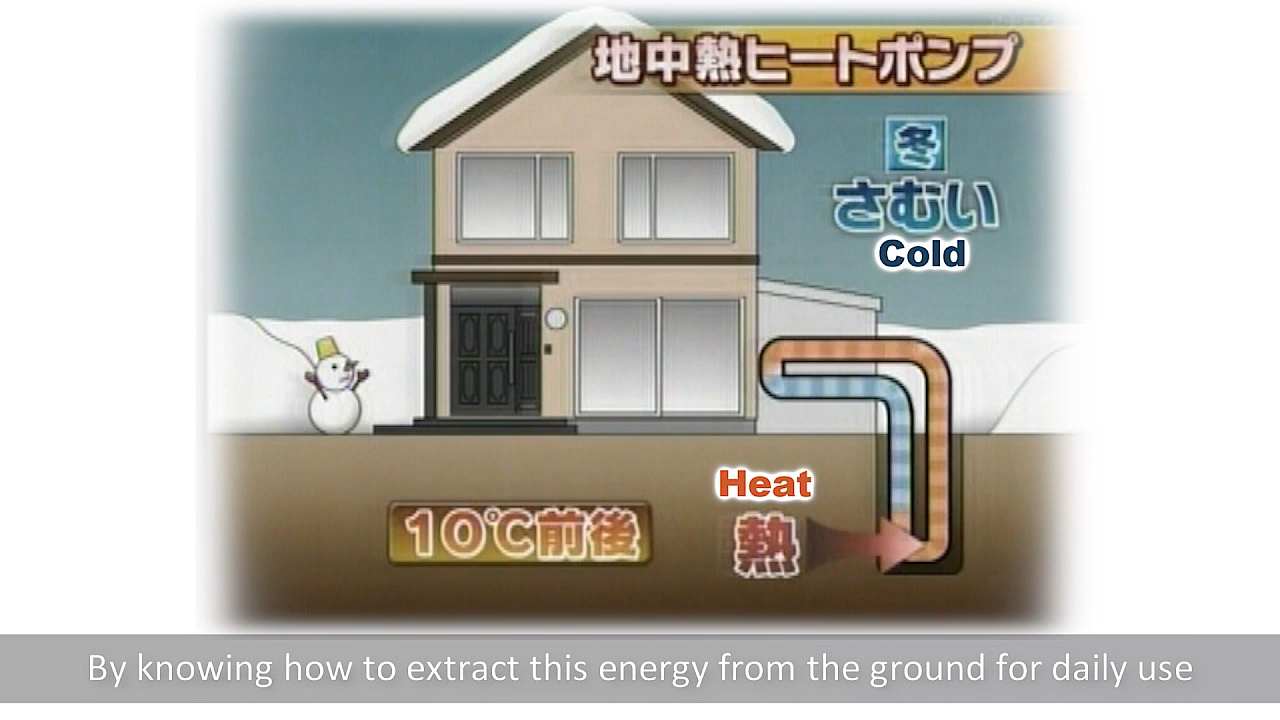 地中熱ヒートポンプ
冬
さむい
Cold
Heat
10℃前後
熱
By knowing how to extract this energy from the ground for daily use